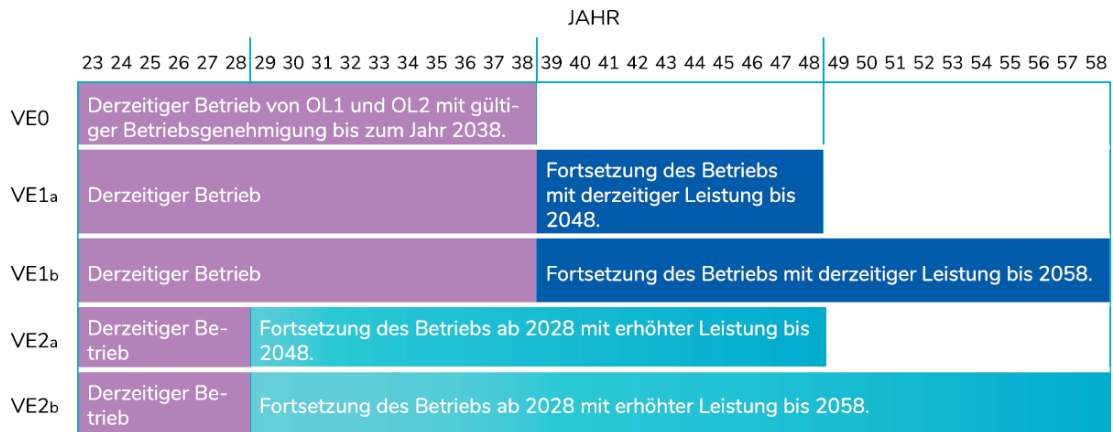 JAHR
23 24 25 26 27 28 29 30 31 32 33 34 35 36 37 38 39 40 41 42 43 44 45 46 47 48 49 50 51 52 53 54 55 56 57 58
VE0
Derzeitiger Betrieb von OL1 und OL2 mit gülti-
ger Betriebsgenehmigung bis zum Jahr 2038.
VE1a
Derzeitiger Betrieb
Fortsetzung des Betriebs
mit derzeitiger Leistung bis
2048.
VE1b
Derzeitiger Betrieb
Fortsetzung des Betriebs mit derzeitiger Leistung bis 2058.
VE2a
Derzeitiger Be-
trieb
Fortsetzung des Betriebs ab 2028 mit erhöhter Leistung bis
2048.
VE2b
Derzeitiger Be-
trieb
Fortsetzung des Betriebs ab 2028 mit erhöhter Leistung bis 2058.